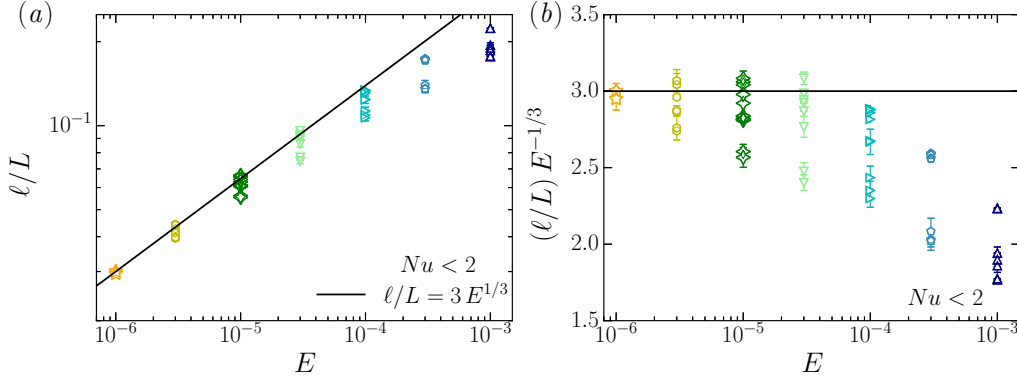 (a)
ℓ/L
10^{-1}
Nu < 2
ℓ/L = 3 E^{1/3}
10^{-6} 10^{-5} 10^{-4} 10^{-3}
E
(b)
(ℓ/L) E^{-1/3}
3.5
3.0
2.5
2.0
1.5
Nu < 2
10^{-6} 10^{-5} 10^{-4} 10^{-3}
E